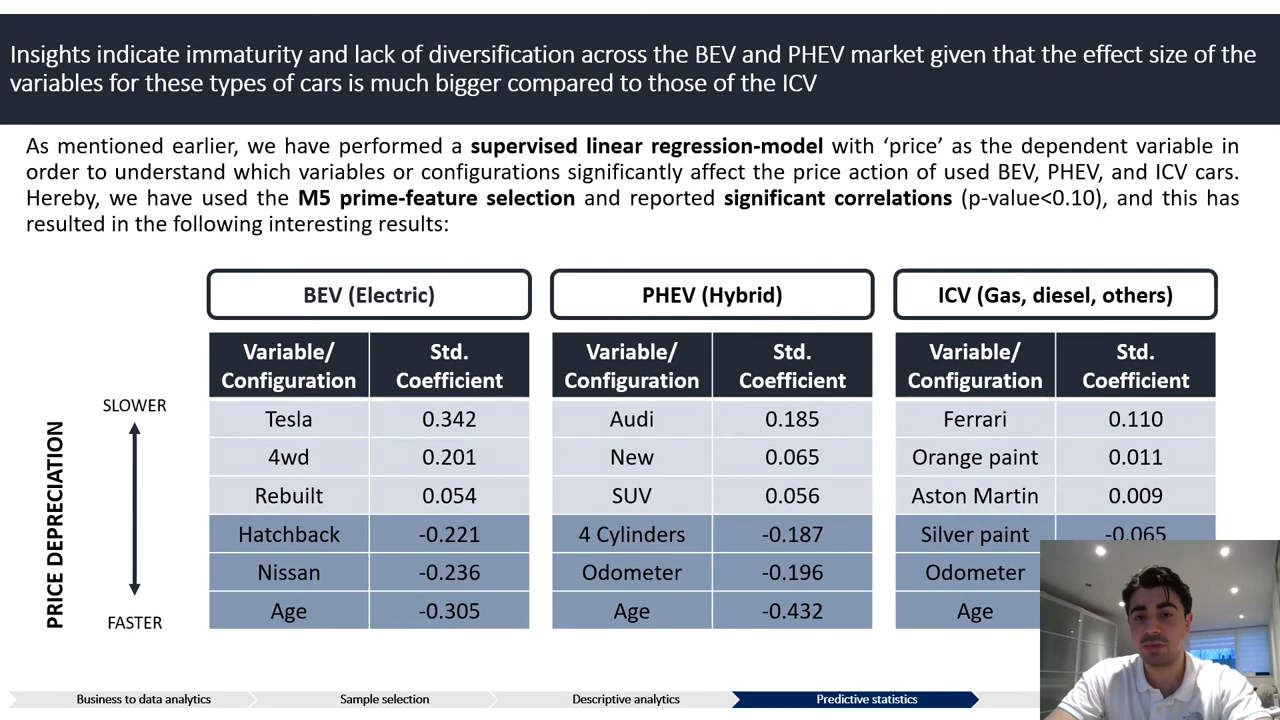 Insights indicate immaturity and lack of diversification across the BEV and PHEV market given that the effect size of the
variables for these types of cars is much bigger compared to those of the ICV
As mentioned earlier, we have performed a supervised linear regression-model with ‘price’ as the dependent variable in
order to understand which variables or configurations significantly affect the price action of used BEV, PHEV, and ICV cars.
Hereby, we have used the M5 prime-feature selection and reported significant correlations (p-value<0.10), and this has
resulted in the following interesting results:
PRICE DEPRECIATION
SLOWER
FASTER
BEV (Electric)
Variable/ Std.
Configuration Coefficient
Tesla 0.342
4wd 0.201
Rebuilt 0.054
Hatchback -0.221
Nissan -0.236
Age -0.305
PHEV (Hybrid)
Variable/ Std.
Configuration Coefficient
Audi 0.185
New 0.065
SUV 0.056
4 Cylinders -0.187
Odometer -0.196
Age -0.432
ICV (Gas, diesel, others)
Variable/ Std.
Configuration Coefficient
Ferrari 0.110
Orange paint 0.011
Aston Martin 0.009
Silver paint -0.065
Odometer
Age
Business to data analytics Sample selection Descriptive analytics Predictive statistics